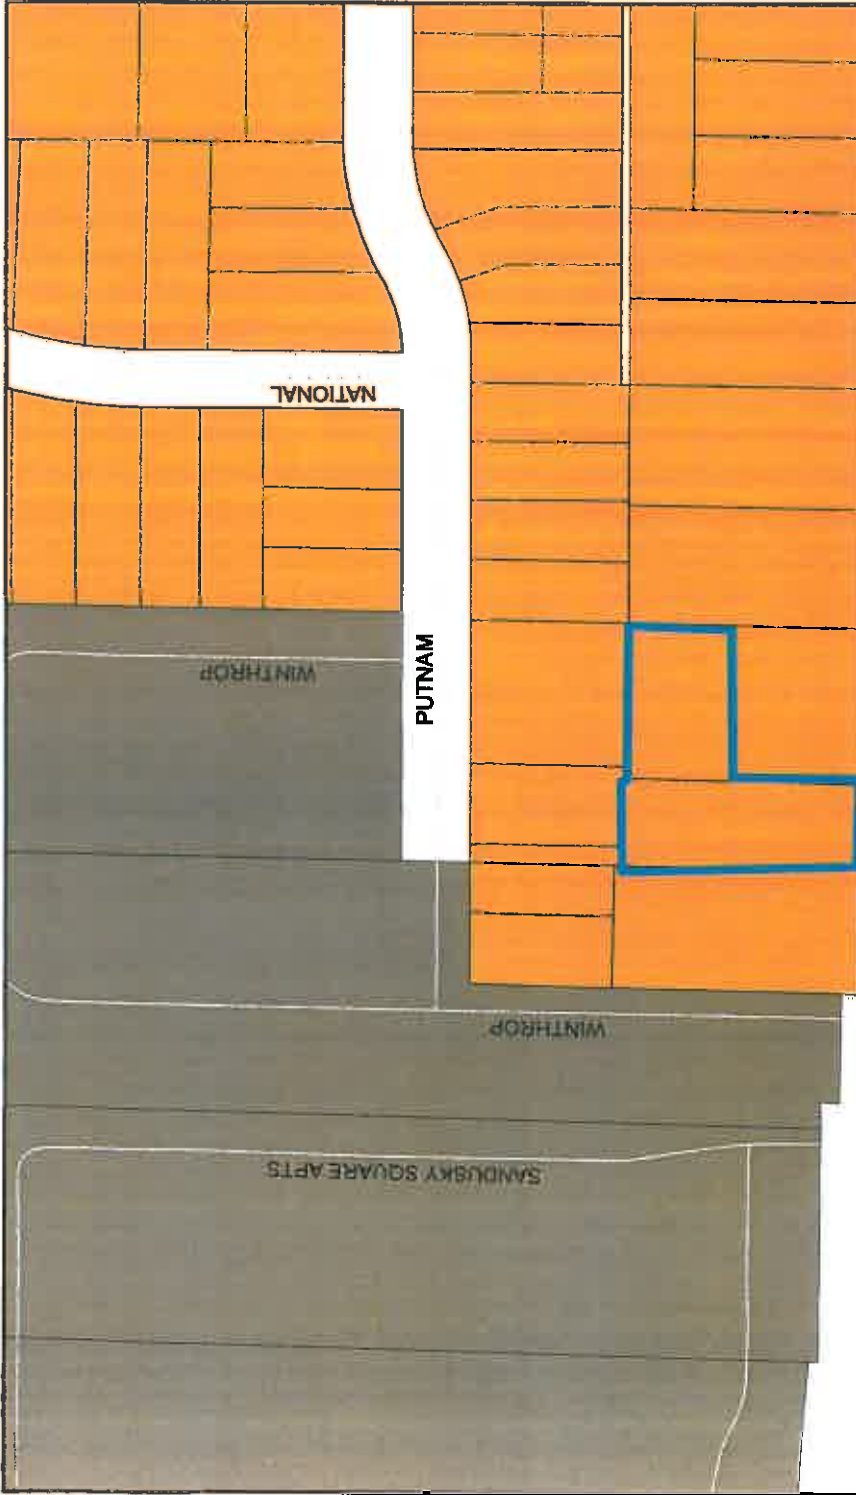 NATIONAL
PUTNAM
WINTHROP
WINTHROP
SANDUSKY SQUARE APTS